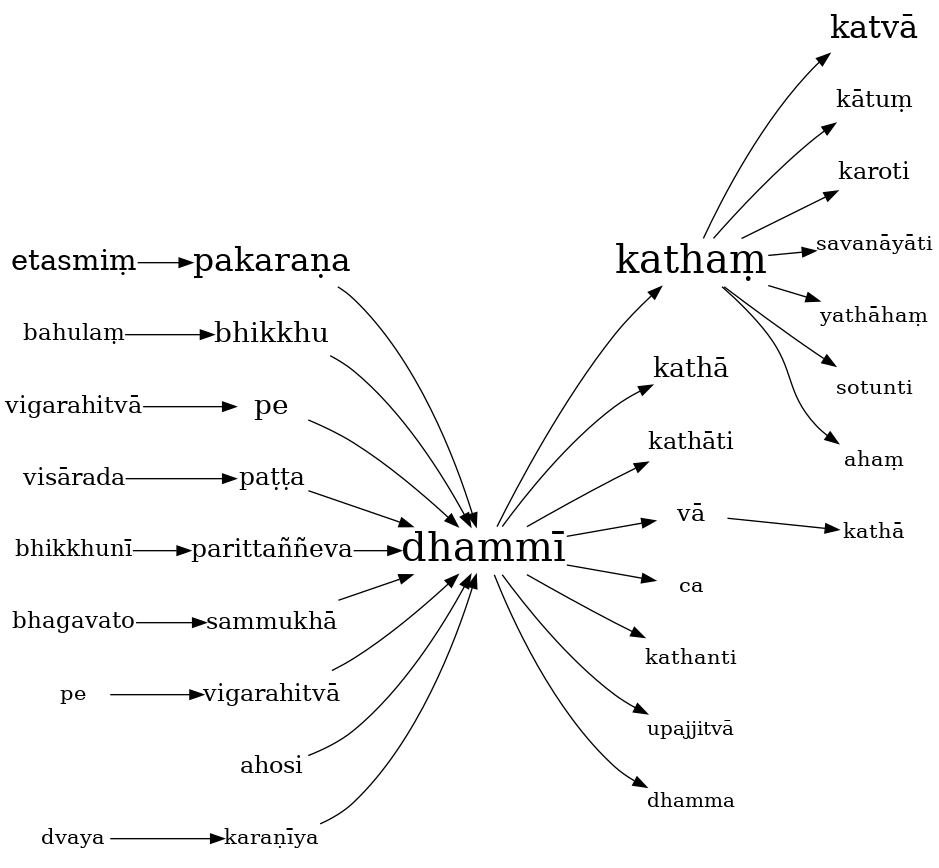 katvā
kātuṃ
karoti
savanāyāti
etasmiṃ pakaraṇa kathaṃ
yathāhaṃ
bahulaṃ bhikkhu
kathā
sotunti
vigarahitvā pe
kathāti
ahaṃ
visārada paṭṭa
vā kathā
bhikkhunī parittaññeva dhammī
ca
bhagavato sammukhā
kathanti
pe vigarahitvā
upajjitvā
ahosi
dhamma
dvaya karaṇīya